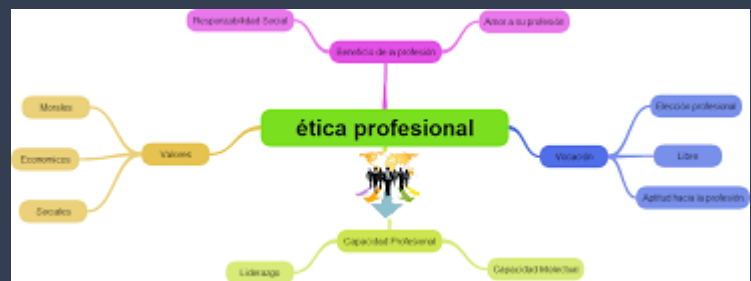 Responsabilidad Social
Amor a su profesión
Beneficio de la profesión
Morales
Elección profesional
ética profesional
Economicos
Valores
Vocación
Libre
Sociales
Aptitud hacia la profesión
Capacidad Profesional
Liderazgo
Capacidad Intelectual